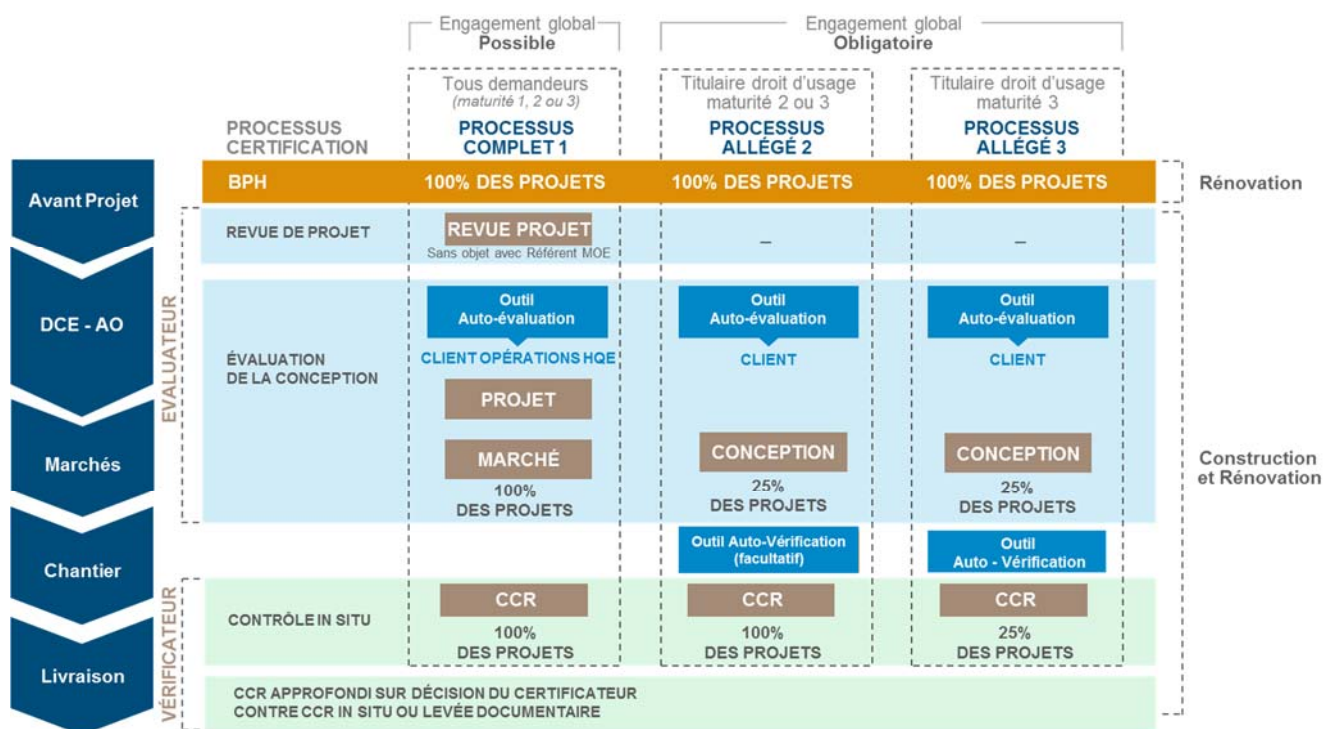 Engagement global
Possible
Engagement global
Obligatoire
Tous demandeurs
(maturité 1, 2 ou 3)
Titulaire droit d'usage
maturité 2 ou 3
Titulaire droit d'usage
maturité 3
PROCESSUS
CERTIFICATION
PROCESSUS
COMPLET 1
PROCESSUS
ALLÉGÉ 2
PROCESSUS
ALLÉGÉ 3
Avant Projet
BPH
100% DES PROJETS
100% DES PROJETS
100% DES PROJETS
Rénovation
EVALUATEUR
REVUE DE PROJET
REVUE PROJET
Sans objet avec Référent MOE
–
–
DCE - AO
ÉVALUATION
DE LA CONCEPTION
Outil
Auto-évaluation
CLIENT OPÉRATIONS HQE
Outil
Auto-évaluation
CLIENT
Outil
Auto-évaluation
CLIENT
PROJET
Marchés
MARCHÉ
100%
DES PROJETS
CONCEPTION
25%
DES PROJETS
CONCEPTION
25%
DES PROJETS
Construction
et Rénovation
Chantier
Outil Auto-Vérification
(facultatif)
Outil
Auto - Vérification
VÉRIFICATEUR
CONTRÔLE IN SITU
CCR
100%
DES PROJETS
CCR
100%
DES PROJETS
CCR
25%
DES PROJETS
Livraison
CCR APPROFONDI SUR DÉCISION DU CERTIFICATEUR
CONTRE CCR IN SITU OU LEVÉE DOCUMENTAIRE